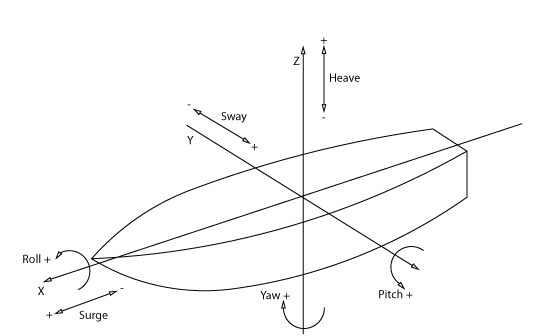 +
Z
Heave
-
-
Sway
+
Y
Roll +
X
-
+
Surge
Yaw +
Pitch +